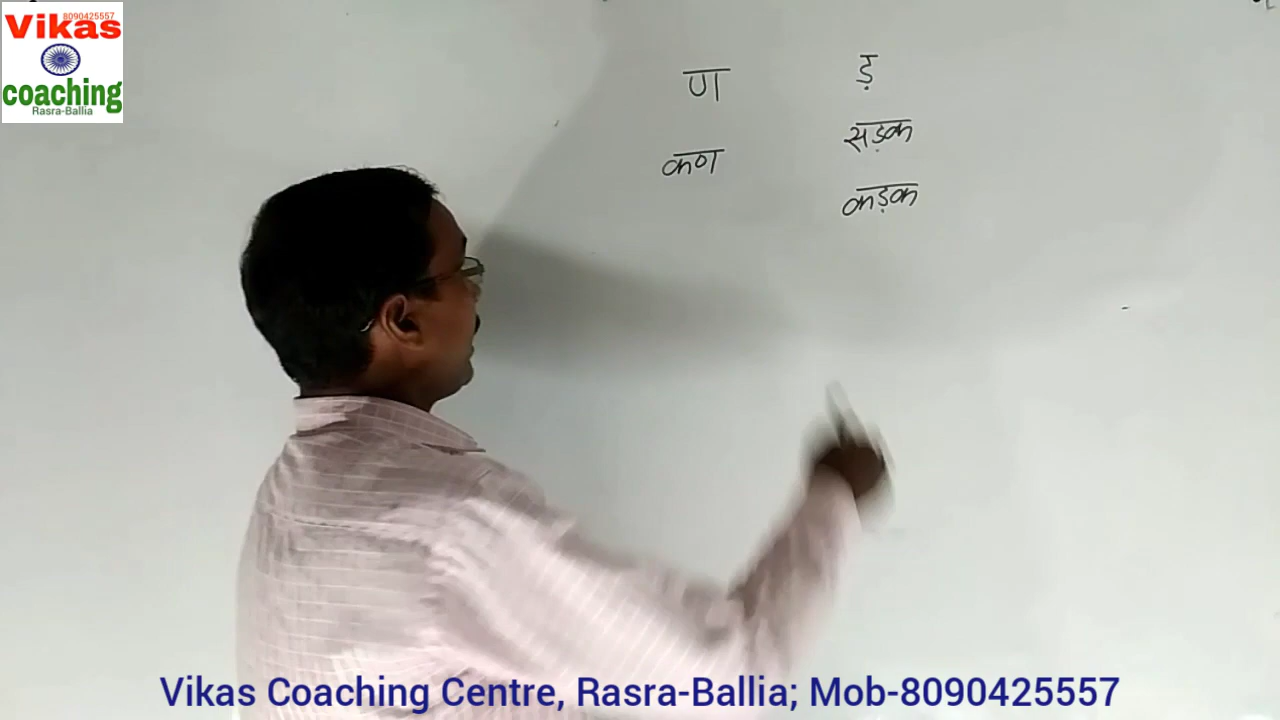 8090425557
Vikas
coaching
Rasra-Ballia
ण ड़
कण सड़क
कड़क
Vikas Coaching Centre, Rasra-Ballia; Mob-8090425557